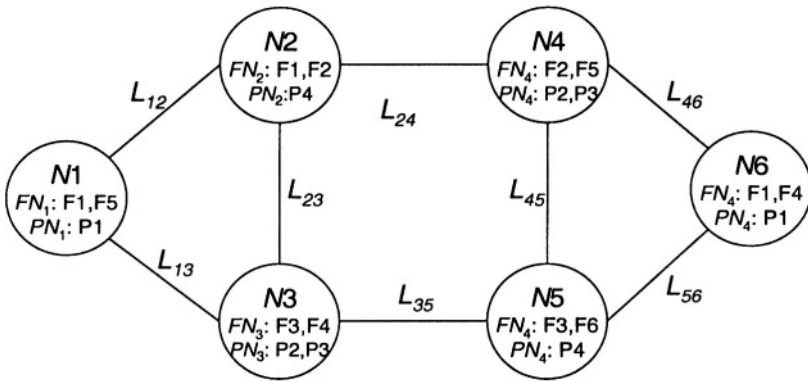 N2
FN2: F1,F2
PN2:P4
N4
FN4: F2,F5
PN4: P2,P3
L12
L24
L46
N1
FN1: F1,F5
PN1: P1
L23
L45
N6
FN4: F1,F4
PN4: P1
L13
L35
L56
N3
FN3: F3,F4
PN3: P2,P3
N5
FN4: F3,F6
PN4: P4